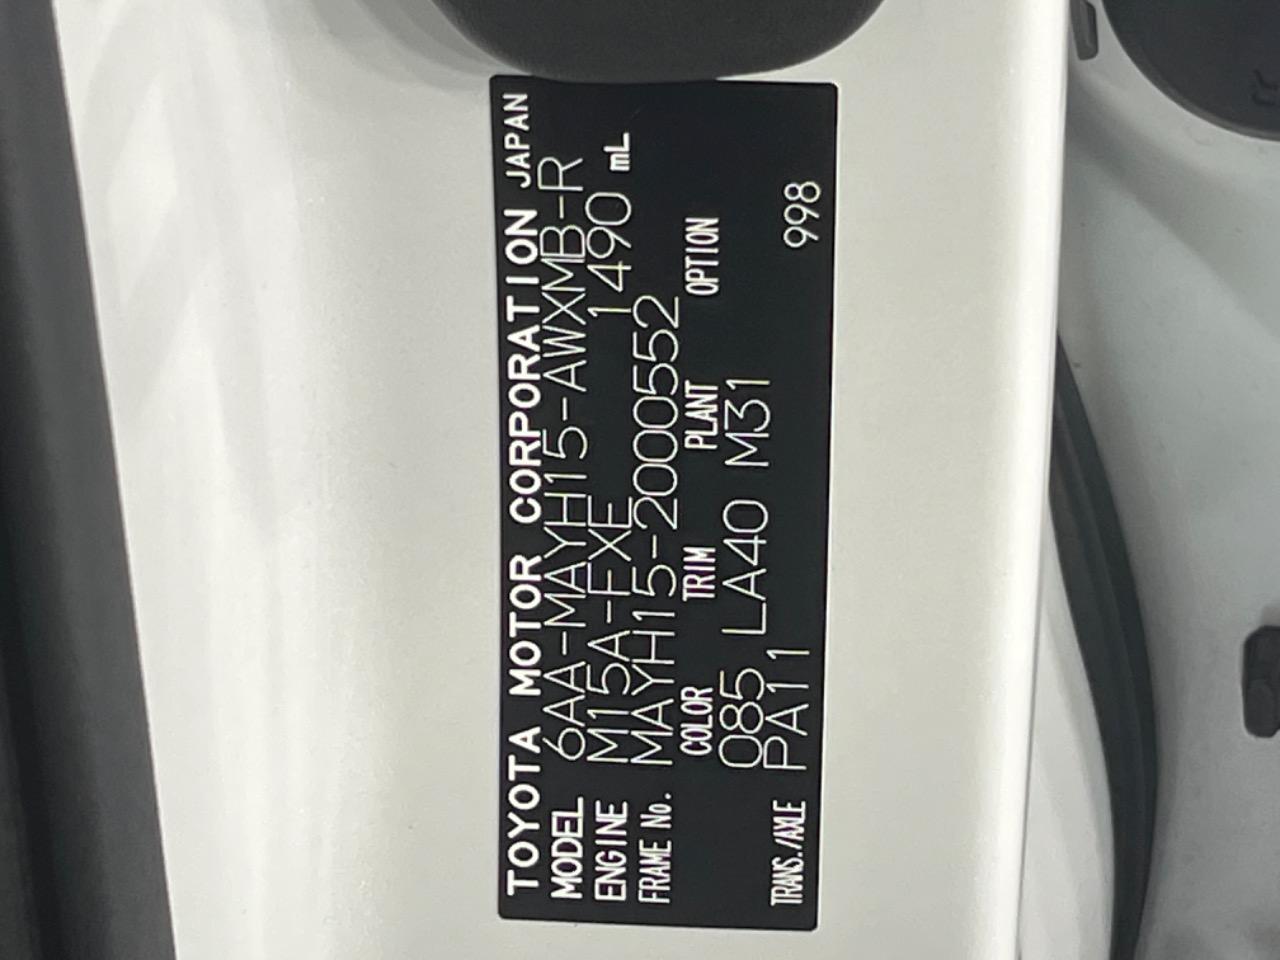 TOYOTA MOTOR CORPORATION JAPAN
MODEL 6AA-MAYH15-AWXMB-R
ENGINE M15A-FXE 1490 mL
FRAME No. MAYH15-2000552
COLOR TRIM PLANT OPTION
085 LA40 M31
TRANS./AXLE PA11 998